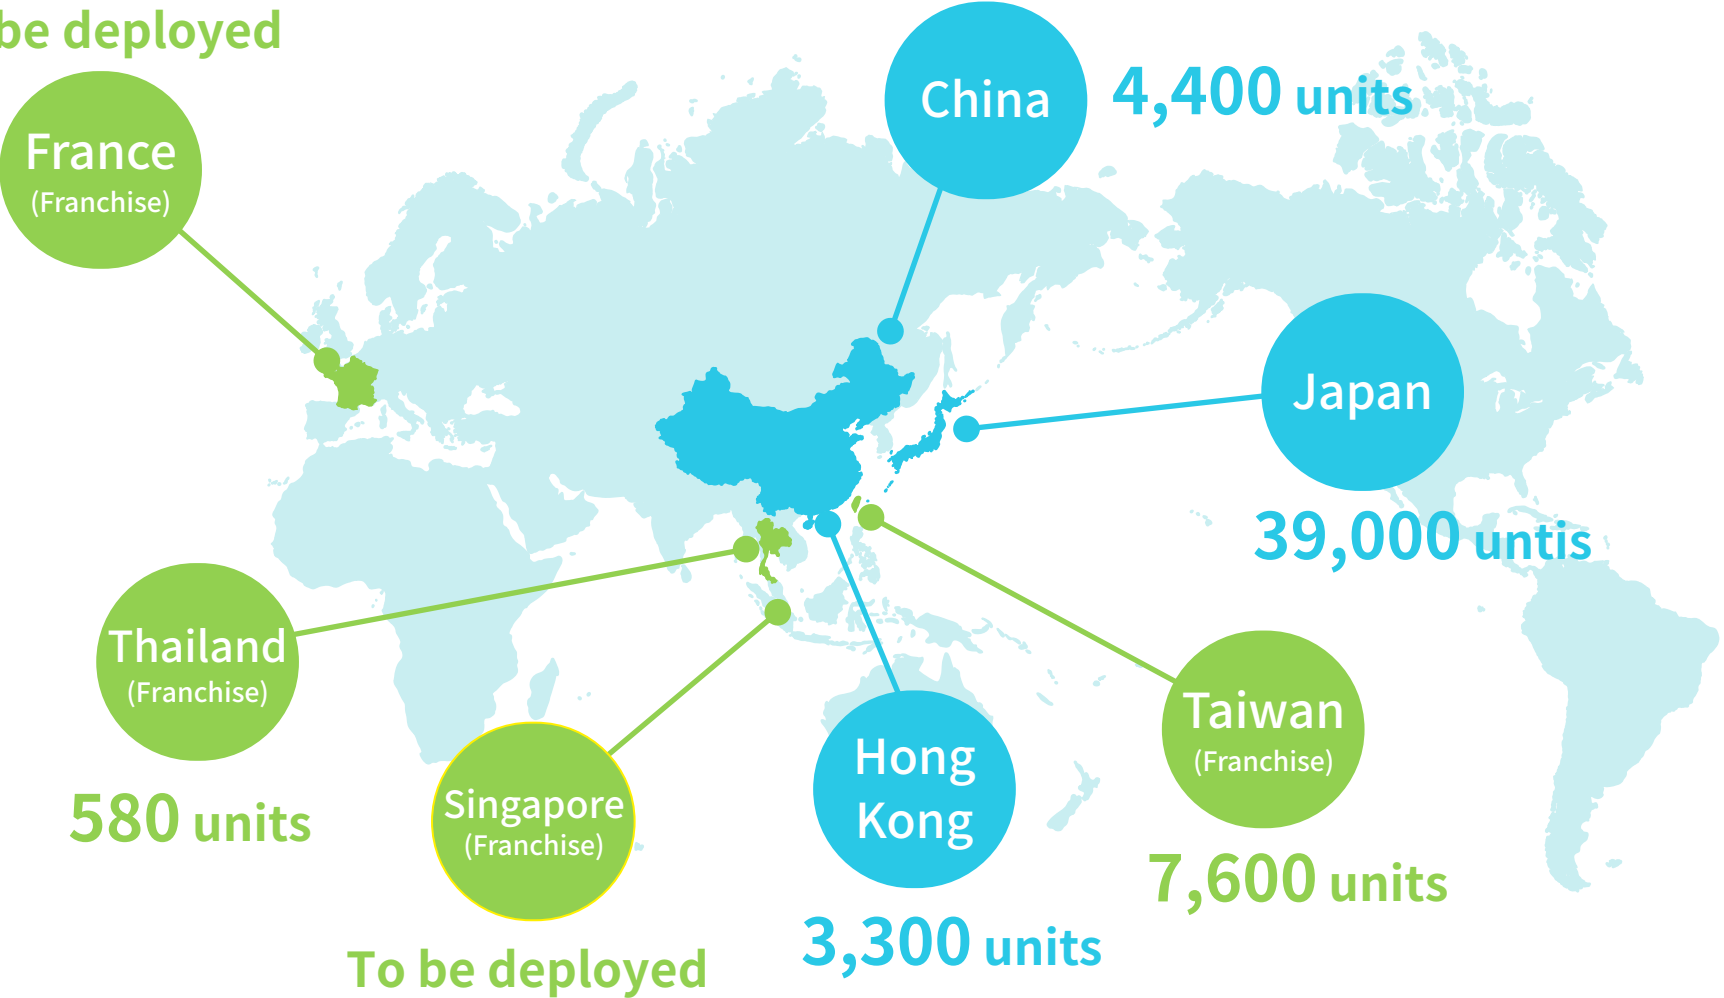 be deployed
France
(Franchise)
China
4,400 units
Japan
39,000 untis
Thailand
(Franchise)
580 units
Singapore
(Franchise)
To be deployed
Hong
Kong
3,300 units
Taiwan
(Franchise)
7,600 units